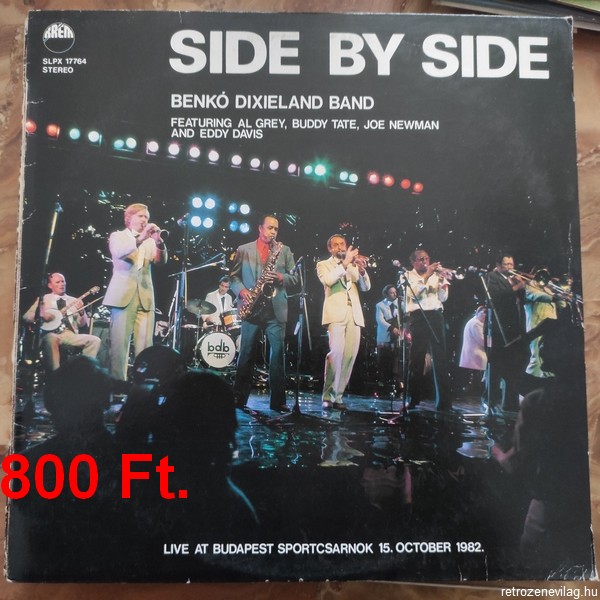 KRÉM
SLPX 17764
STEREO
SIDE BY SIDE
BENKÓ DIXIELAND BAND
FEATURING AL GREY, BUDDY TATE, JOE NEWMAN
AND EDDY DAVIS
bdb
800 Ft.
LIVE AT BUDAPEST SPORTCSARNOK 15. OCTOBER 1982.
retrozenevilag.hu